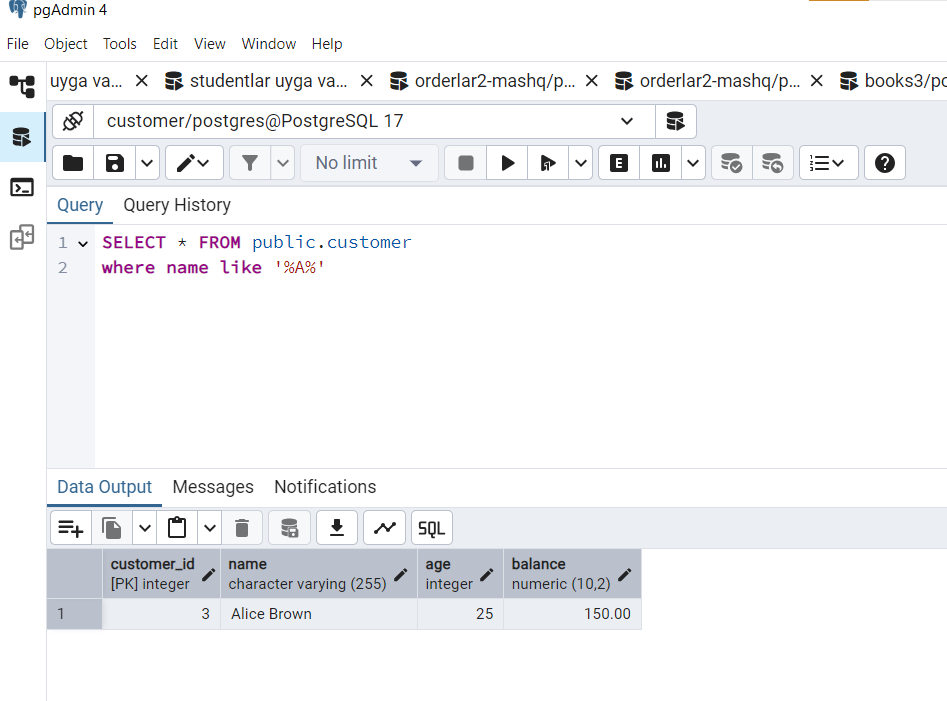 pgAdmin 4
File Object Tools Edit View Window Help
uyga va... studentlar uyga va... orderlar2-mashq/p... orderlar2-mashq/p... books3/po
customer/postgres@PostgreSQL 17
No limit
E
Query Query History
1 SELECT * FROM public.customer
2 where name like '%A%'
Data Output Messages Notifications
SQL
customer_id name age balance
[PK] integer character varying (255) integer numeric (10,2)
1 3 Alice Brown 25 150.00